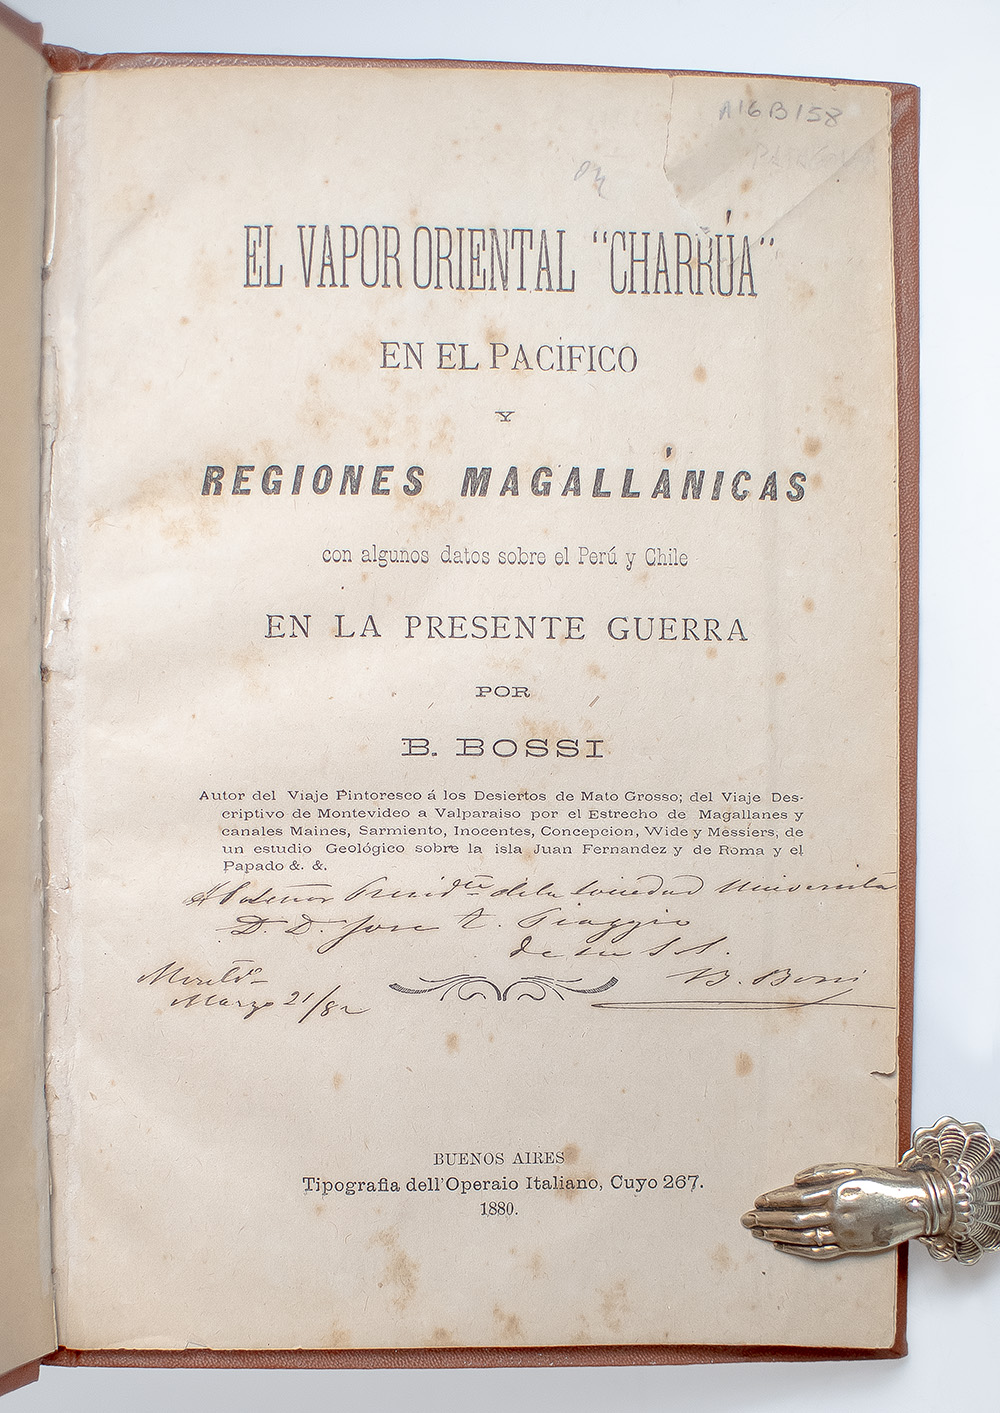 A16B158
EL VAPOR ORIENTAL "CHARRÚA"
EN EL PACÍFICO
Y
REGIONES MAGALLÁNICAS
con algunos datos sobre el Perú y Chile
EN LA PRESENTE GUERRA
POR
B. BOSSI
Autor del Viaje Pintoresco á los Desiertos de Mato Grosso; del Viaje Des-
criptivo de Montevideo a Valparaiso por el Estrecho de Magallanes y
canales Maines, Sarmiento, Inocentes, Concepcion, Wide y Messiers, de
un estudio Geológico sobre la isla Juan Fernandez y de Roma y el
Papado &. &.
Al Señor Presidte de la Sociedad Universita
D. D. Jose T. Piaggio
de su S. S.
B. Bossi
Montdo
Marzo 21/82
BUENOS AIRES
Tipografia dell'Operaio Italiano, Cuyo 267.
1880.